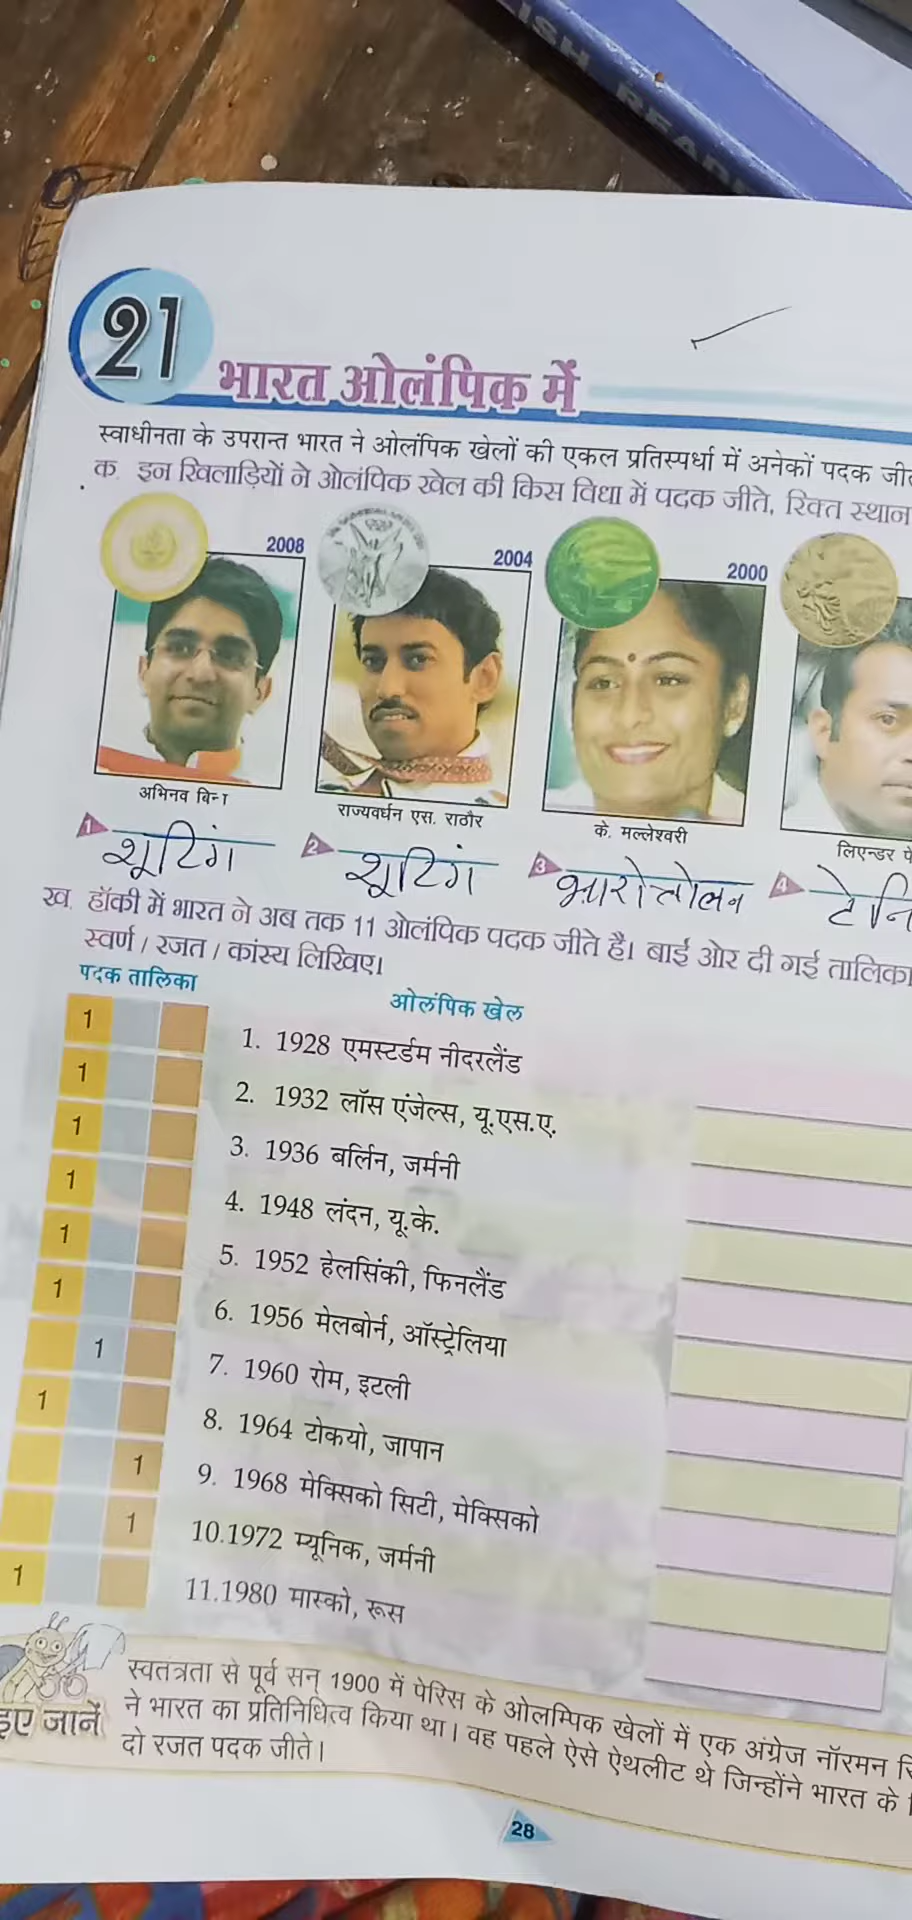 ISH READ
21
भारत ओलंपिक में
स्वाधीनता के उपरान्त भारत ने ओलंपिक खेलों की एकल प्रतिस्पर्धा में अनेकों पदक
क. इन खिलाड़ियों ने ओलंपिक खेल की किस विधा में पदक जीते, रिक्त स्थान
2008 2004 2000
अभिनव बिन्
राज्यवर्धन एस. राठौर
के. मल्लेश्वरी
लिएन्डर पे
1 शूटिंग 2 शूटिंग 3 भारोत्तोलन 4 टेनि
ख. हॉकी में भारत ने अब तक 11 ओलंपिक पदक जीते है। बाई ओर दी गई तालिका
स्वर्ण / रजत / कांस्य लिखिए।
पदक तालिका ओलंपिक खेल
1 1. 1928 एमस्टर्डम नीदरलैंड
1 2. 1932 लॉस एंजेल्स, यू.एस.ए.
1 3. 1936 बर्लिन, जर्मनी
1 4. 1948 लंदन, यू.के.
1 5. 1952 हेलसिंकी, फिनलैंड
1 6. 1956 मेलबोर्न, ऑस्ट्रेलिया
1 7. 1960 रोम, इटली
1 8. 1964 टोकयो, जापान
1 9. 1968 मेक्सिको सिटी, मेक्सिको
1 10.1972 म्यूनिक, जर्मनी
1 11.1980 मास्को, रूस
इए जानें
स्वतंत्रता से पूर्व सन् 1900 में पेरिस के ओलम्पिक खेलों में एक अंग्रेज नॉरमन
ने भारत का प्रतिनिधित्व किया था। वह पहले ऐसे ऐथलीट थे जिन्होंने भारत के
दो रजत पदक जीते।
28